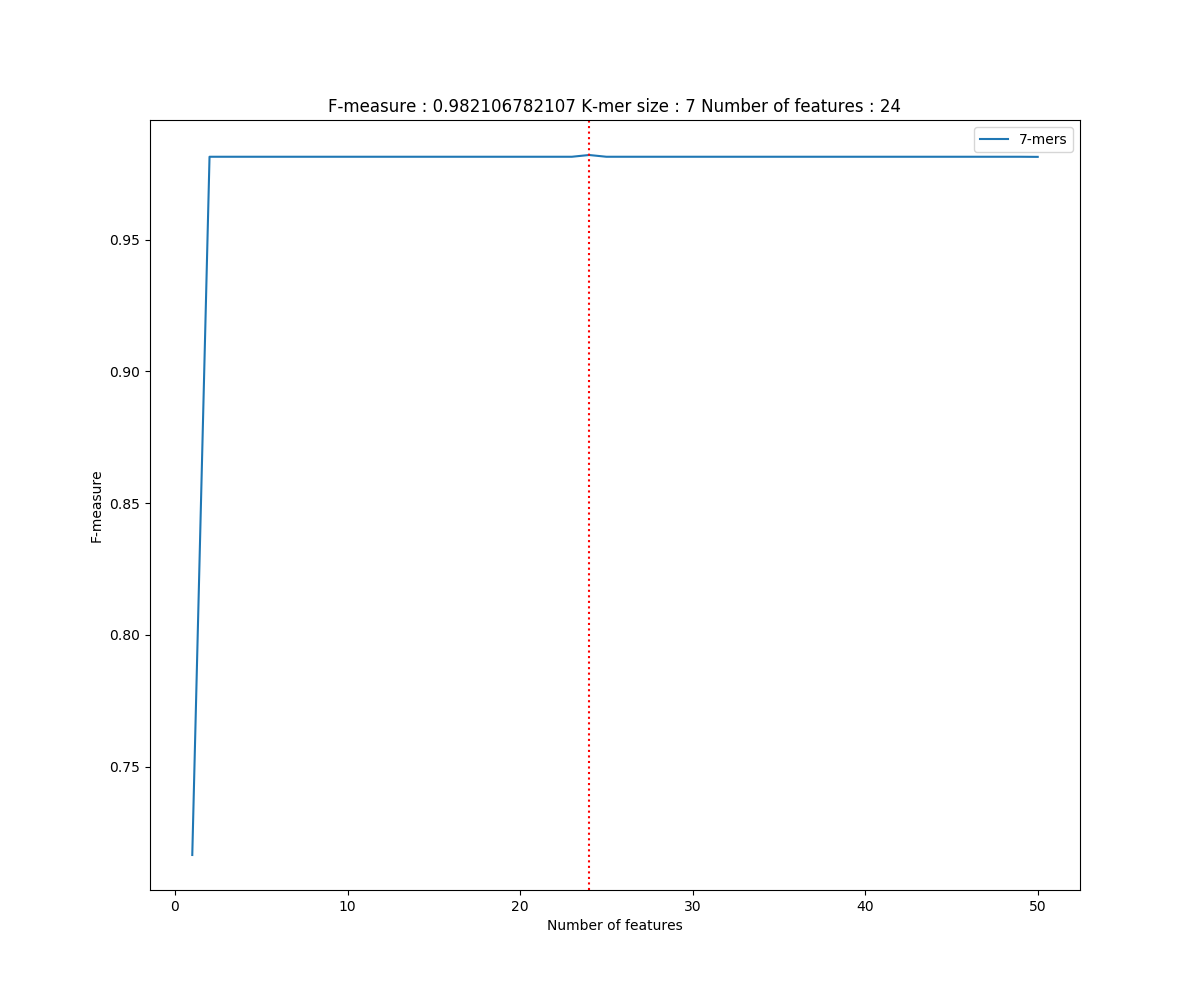 F-measure : 0.982106782107 K-mer size : 7 Number of features : 24
7-mers
0.95
0.90
0.85
0.80
0.75
F-measure
0 10 20 30 40 50
Number of features